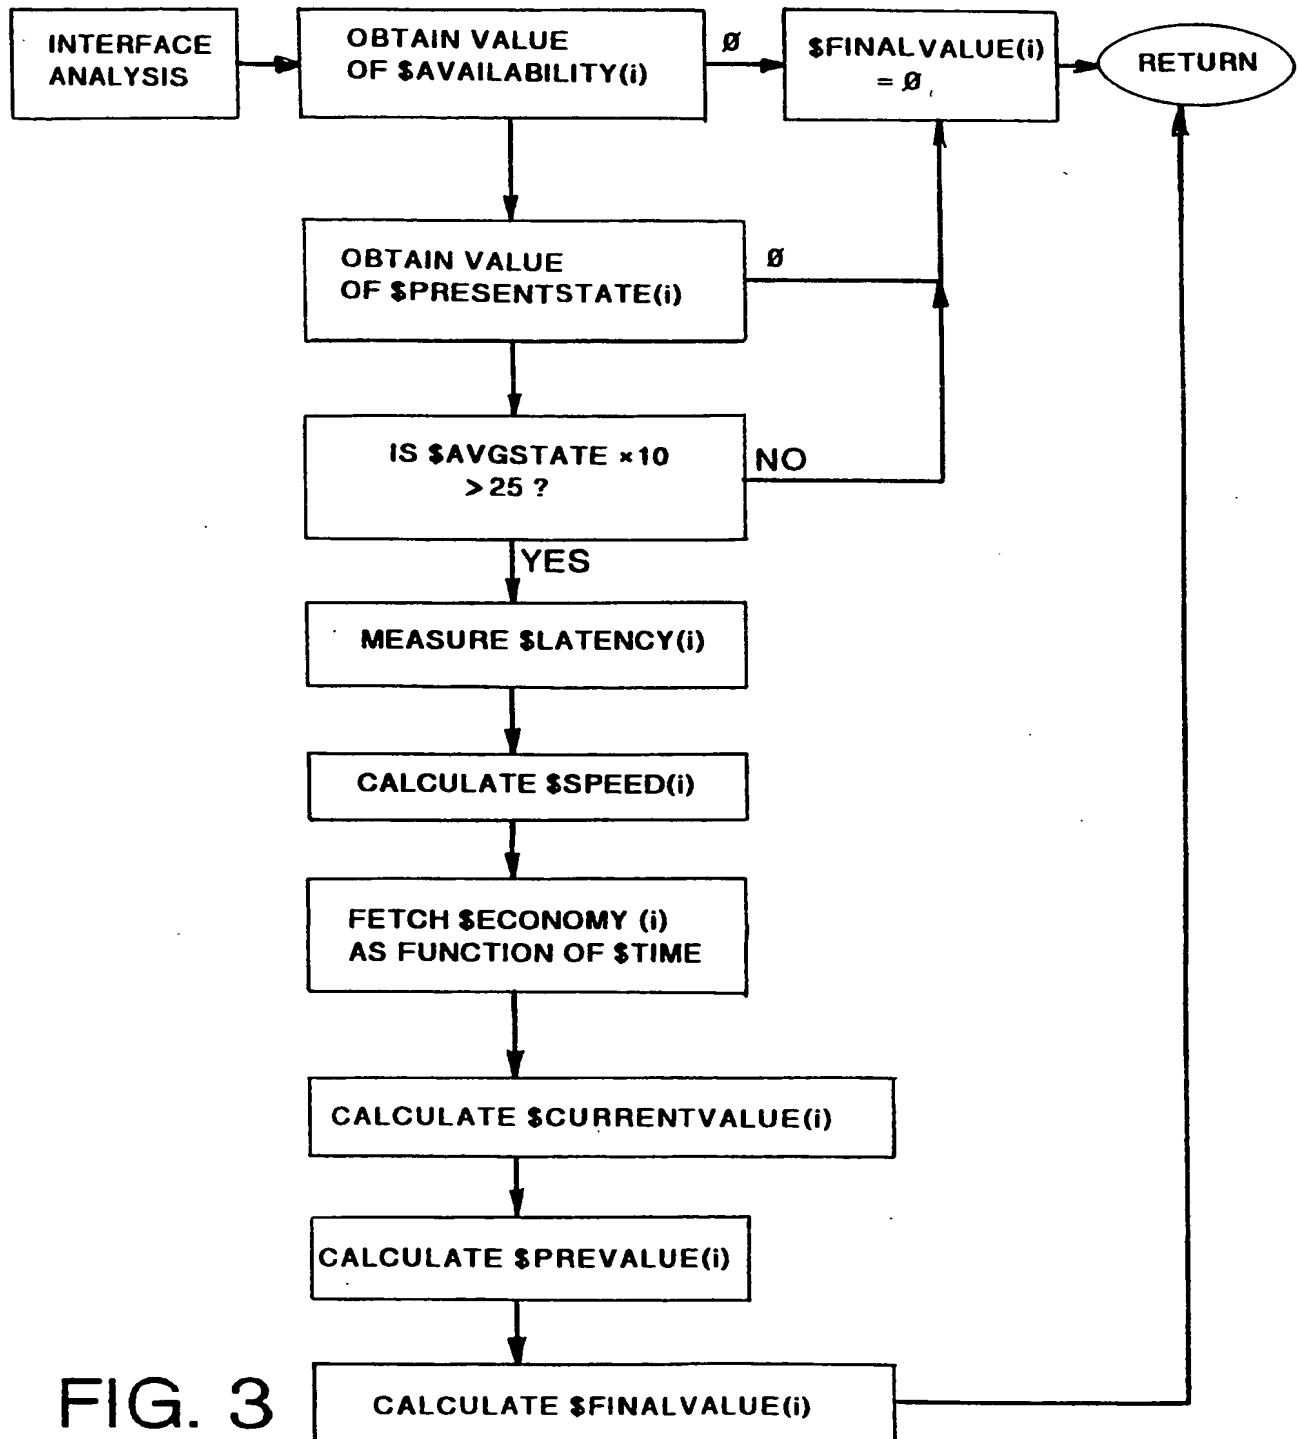 INTERFACE
ANALYSIS
OBTAIN VALUE
OF $AVAILABILITY(i)
Ø
$FINALVALUE(i)
= Ø
RETURN
OBTAIN VALUE
OF $PRESENTSTATE(i)
Ø
IS $AVGSTATE ×10
>25 ?
NO
YES
MEASURE $LATENCY(i)
CALCULATE $SPEED(i)
FETCH $ECONOMY (i)
AS FUNCTION OF $TIME
CALCULATE $CURRENTVALUE(i)
CALCULATE $PREVALUE(i)
CALCULATE $FINALVALUE(i)
FIG. 3